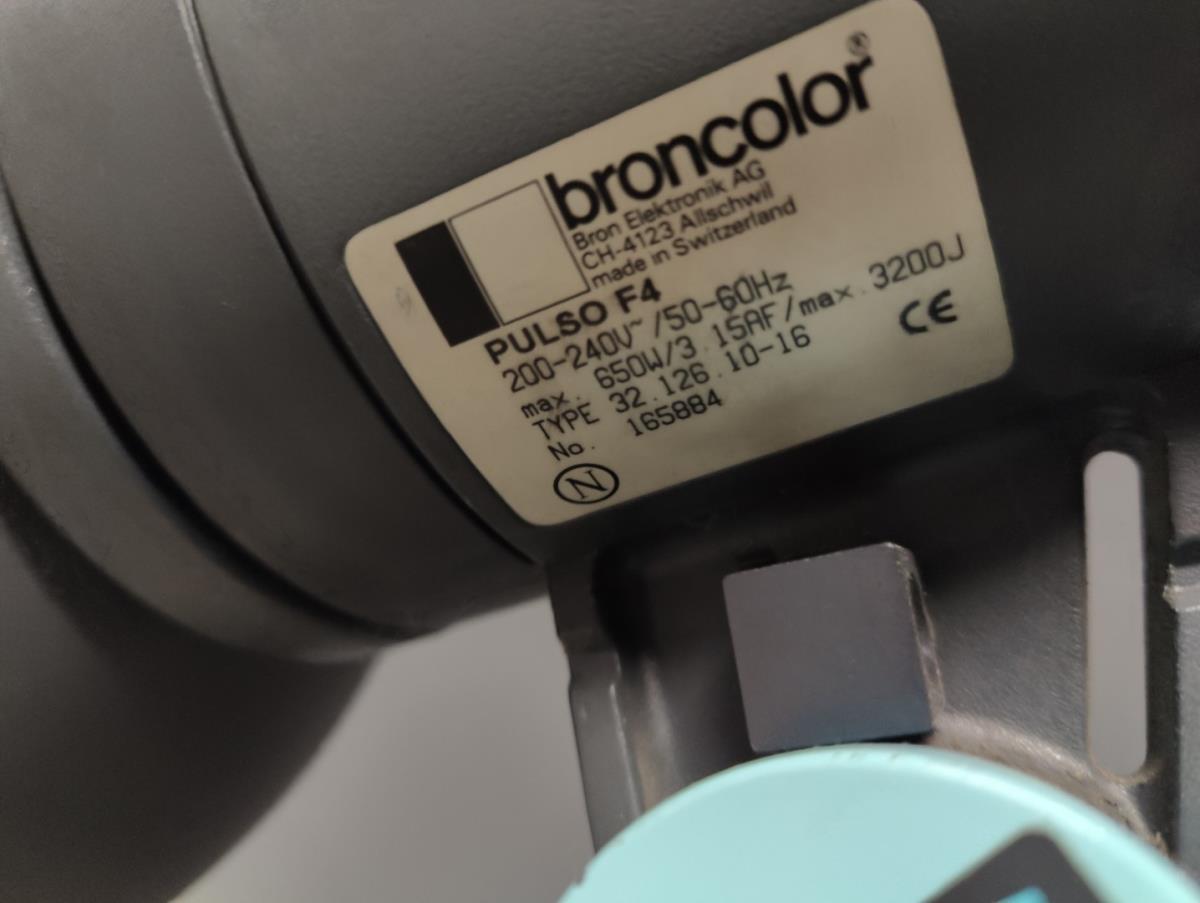 broncolor®
Bron Elektronik AG
CH-4123 Allschwil
made in Switzerland
PULSO F4
200-240V~/50-60Hz
max. 650W/3.15AF/max. 3200J
TYPE 32.126.10-16
No. 165884
CE
N